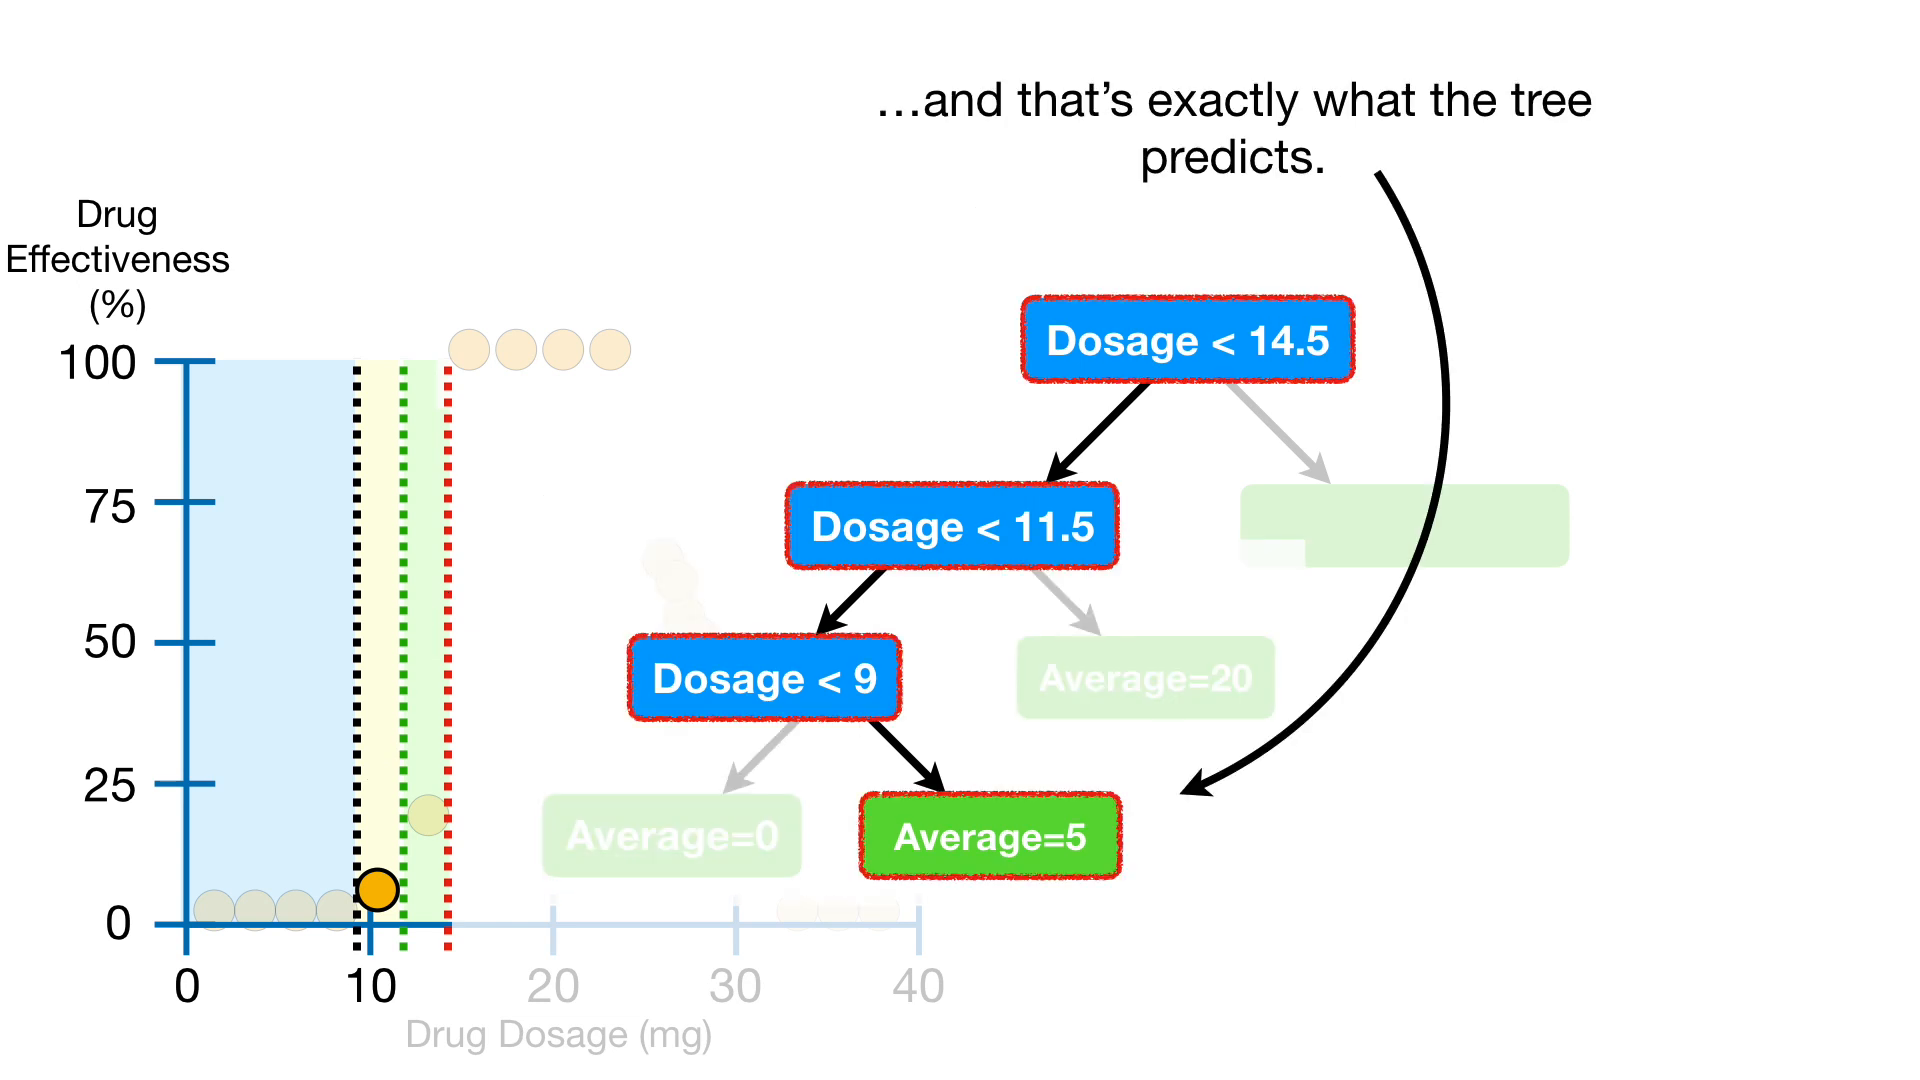 …and that’s exactly what the tree
predicts.
Drug
Effectiveness
(%)
100
75
50
25
0
0
10
20
30
40
Drug Dosage (mg)
Dosage < 14.5
Dosage < 11.5
Dosage < 9
Average=20
Average=0
Average=5